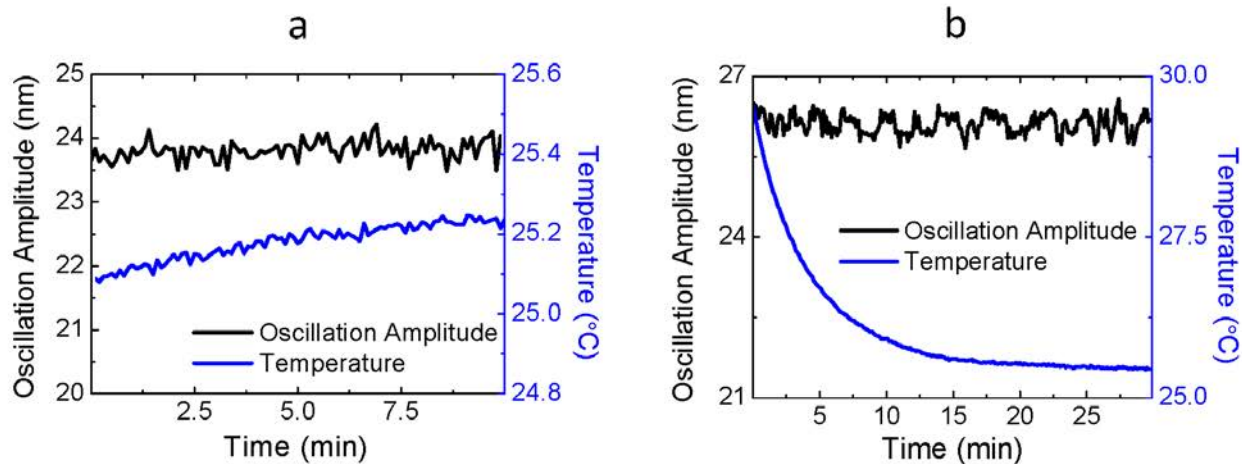 a
25
24
23
22
21
20
Oscillation Amplitude (nm)
25.6
25.4
25.2
25.0
24.8
Temperature (°C)
Oscillation Amplitude
Temperature
2.5
5.0
7.5
Time (min)
b
27
24
21
Oscillation Amplitude (nm)
30.0
27.5
25.0
Temperature (°C)
Oscillation Amplitude
Temperature
5
10
15
20
25
Time (min)